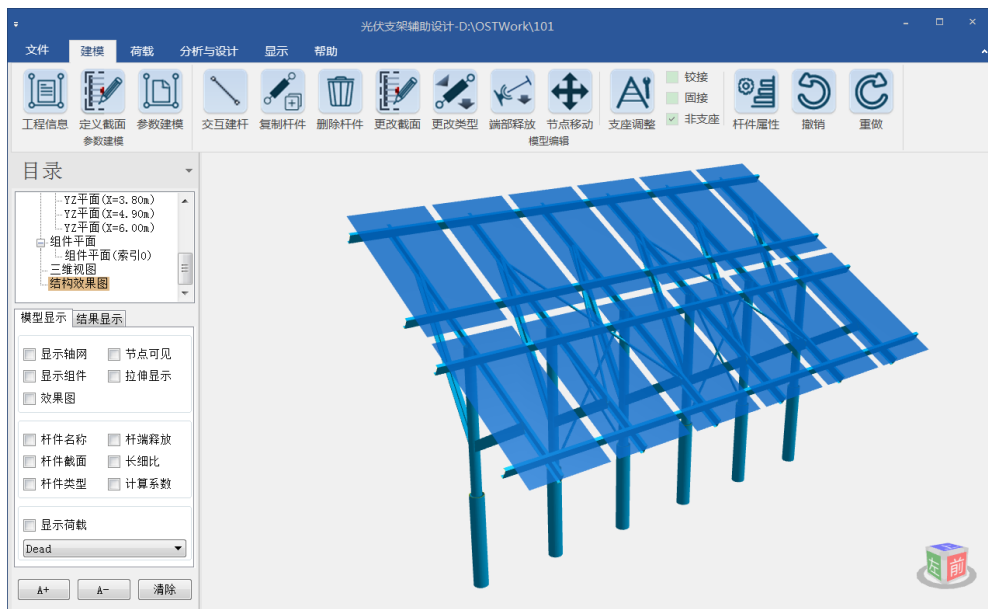 光伏支架辅助设计-D:\OSTWork\101
文件 建模 荷载 分析与设计 显示 帮助
工程信息 定义截面 参数建模 交互建杆 复制杆件 删除杆件 更改截面 更改类型 端部释放 节点移动 支座调整 铰接 固接 非支座 杆件属性 撤销 重做
参数建模 模型编辑
目录
YZ平面(X=3.80m)
YZ平面(X=4.90m)
YZ平面(X=6.00m)
组件平面
组件平面(索引0)
三维视图
结构效果图
模型显示 结果显示
显示轴网 节点可见
显示组件 拉伸显示
效果图
杆件名称 杆端释放
杆件截面 长细比
杆件类型 计算系数
显示荷载
Dead
A+ A- 清除
左 前